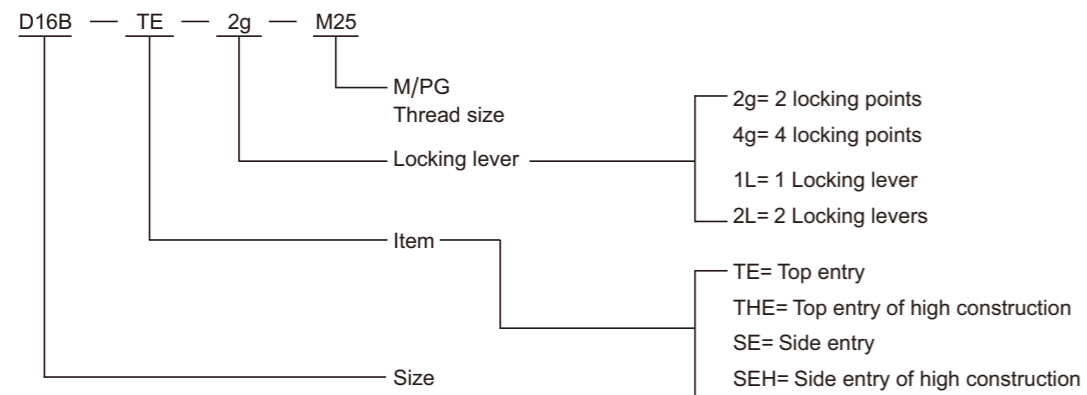 D16B — TE — 2g — M25
M/PG
Thread size
Locking lever
2g= 2 locking points
4g= 4 locking points
1L= 1 Locking lever
2L= 2 Locking levers
Item
TE= Top entry
THE= Top entry of high construction
SE= Side entry
SEH= Side entry of high construction
Size